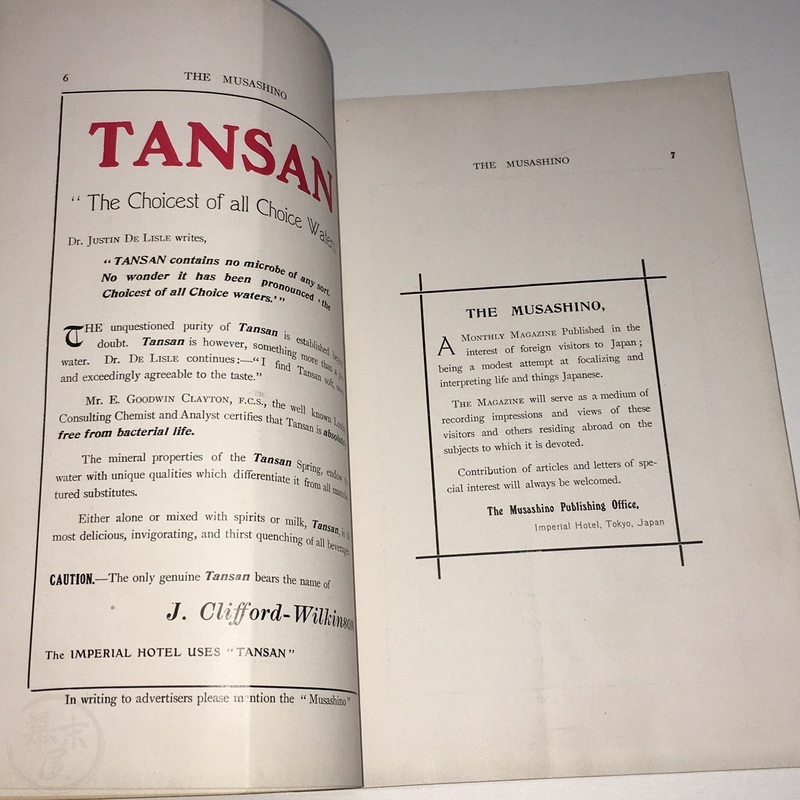 6
THE MUSASHINO
TANSAN
“ The Choicest of all Choice Waters.
Dr. JUSTIN DE LISLE writes,
“ TANSAN contains no microbe of any sort.
No wonder it has been pronounced ‘the
Choicest of all Choice waters.’ ”
THE unquestioned purity of Tansan is established
doubt. Tansan is however, something more than a
water. Dr. DE LISLE continues:—“I find Tansan soft,
and exceedingly agreeable to the taste.”
Mr. E. GOODWIN CLAYTON, F.C.S., the well known
Consulting Chemist and Analyst certifies that Tansan is
free from bacterial life.
The mineral properties of the Tansan Spring,
water with unique qualities which differentiate it from all
tured substitutes.
Either alone or mixed with spirits or milk, Tansan, is
most delicious, invigorating, and thirst quenching of all
CAUTION.—The only genuine Tansan bears the name of
J. Clifford-Wilkinson
The IMPERIAL HOTEL USES “TANSAN”
In writing to advertisers please mention the “Musashino”
THE MUSASHINO
7
THE MUSASHINO,
A MONTHLY MAGAZINE Published in the
interest of foreign visitors to Japan ;
being a modest attempt at focalizing and
interpreting life and things Japanese.
THE MAGAZINE will serve as a medium of
recording impressions and views of these
visitors and others residing abroad on the
subjects to which it is devoted.
Contribution of articles and letters of spe-
cial interest will always be welcomed.
The Musashino Publishing Office,
Imperial Hotel, Tokyo, Japan
幕末屋